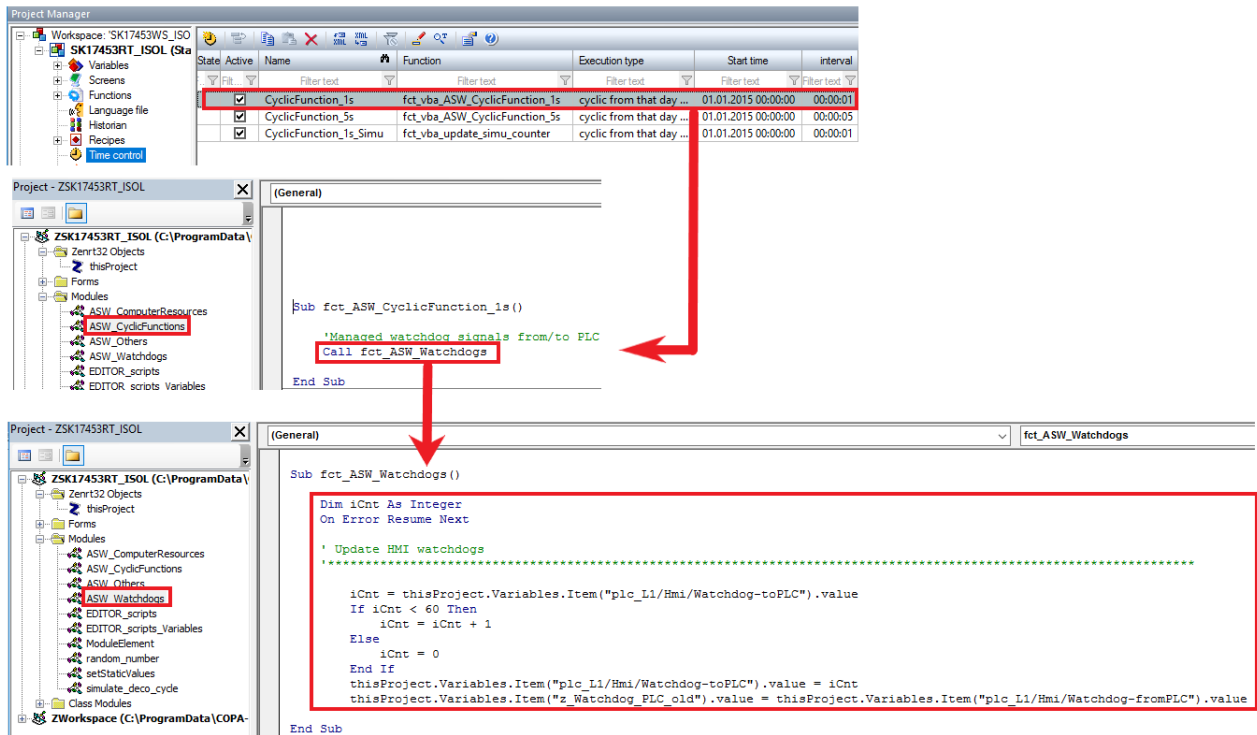 Project Manager
Workspace: 'SK17453WS_ISO
SK17453RT_ISOL (Sta
Variables
Screens
Functions
Language file
Historian
Recipes
Time control
State Active Name Function Execution type Start time interval
Filt... Filter text Filter text Filter text Filter text Filter text
CyclicFunction_1s fct_vba_ASW_CyclicFunction_1s cyclic from that day ... 01.01.2015 00:00:00 00:00:01
CyclicFunction_5s fct_vba_ASW_CyclicFunction_5s cyclic from that day ... 01.01.2015 00:00:00 00:00:05
CyclicFunction_1s_Simu fct_vba_update_simu_counter cyclic from that day ... 01.01.2015 00:00:00 00:00:01
Project - ZSK17453RT_ISOL
ZSK17453RT_ISOL (C:\ProgramData\
Zenrt32 Objects
thisProject
Forms
Modules
ASW_ComputerResources
ASW_CyclicFunctions
ASW_Others
ASW_Watchdogs
EDITOR_scripts
EDITOR_scripts_Variables
(General)
Sub fct_ASW_CyclicFunction_1s()
'Managed watchdog signals from/to PLC
Call fct_ASW_Watchdogs
End Sub
Project - ZSK17453RT_ISOL
ZSK17453RT_ISOL (C:\ProgramData\
Zenrt32 Objects
thisProject
Forms
Modules
ASW_ComputerResources
ASW_CyclicFunctions
ASW_Others
ASW_Watchdogs
EDITOR_scripts
EDITOR_scripts_Variables
ModuleElement
random_number
setStaticValues
simulate_deco_cycle
Class Modules
ZWorkspace (C:\ProgramData\COPA-
(General) fct_ASW_Watchdogs
Sub fct_ASW_Watchdogs()
Dim iCnt As Integer
On Error Resume Next
' Update HMI watchdogs
'*********************************************************************************************************************
iCnt = thisProject.Variables.Item("plc_L1/Hmi/Watchdog-toPLC").value
If iCnt < 60 Then
iCnt = iCnt + 1
Else
iCnt = 0
End If
thisProject.Variables.Item("plc_L1/Hmi/Watchdog-toPLC").value = iCnt
thisProject.Variables.Item("z_Watchdog_PLC_old").value = thisProject.Variables.Item("plc_L1/Hmi/Watchdog-fromPLC").value
End Sub